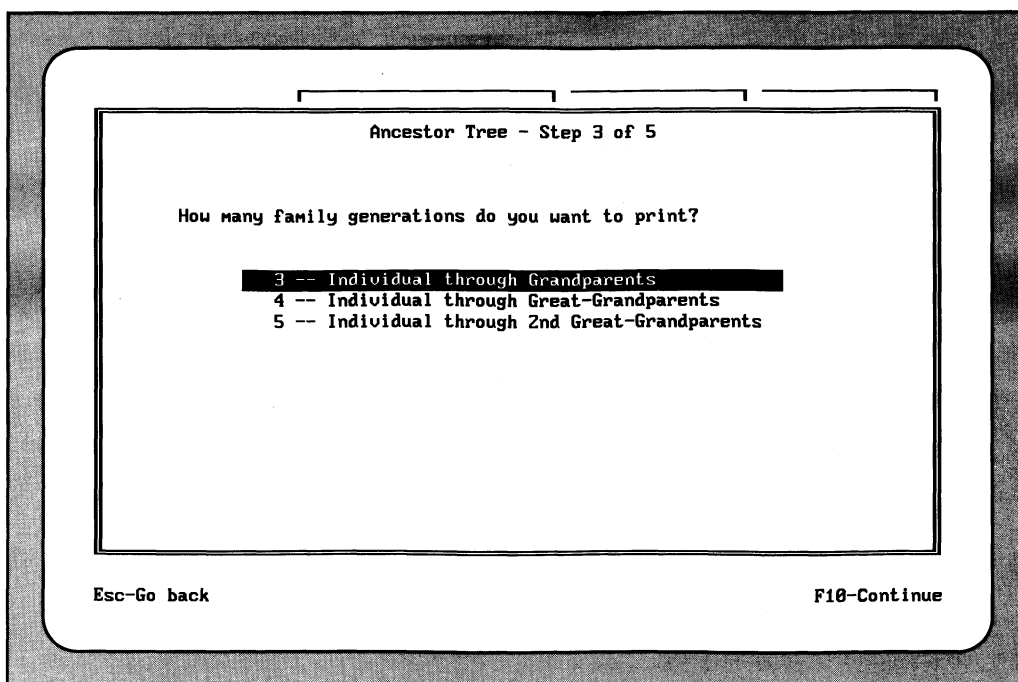 Ancestor Tree - Step 3 of 5
How many family generations do you want to print?
3 -- Individual through Grandparents
4 -- Individual through Great-Grandparents
5 -- Individual through 2nd Great-Grandparents
Esc-Go back F10-Continue